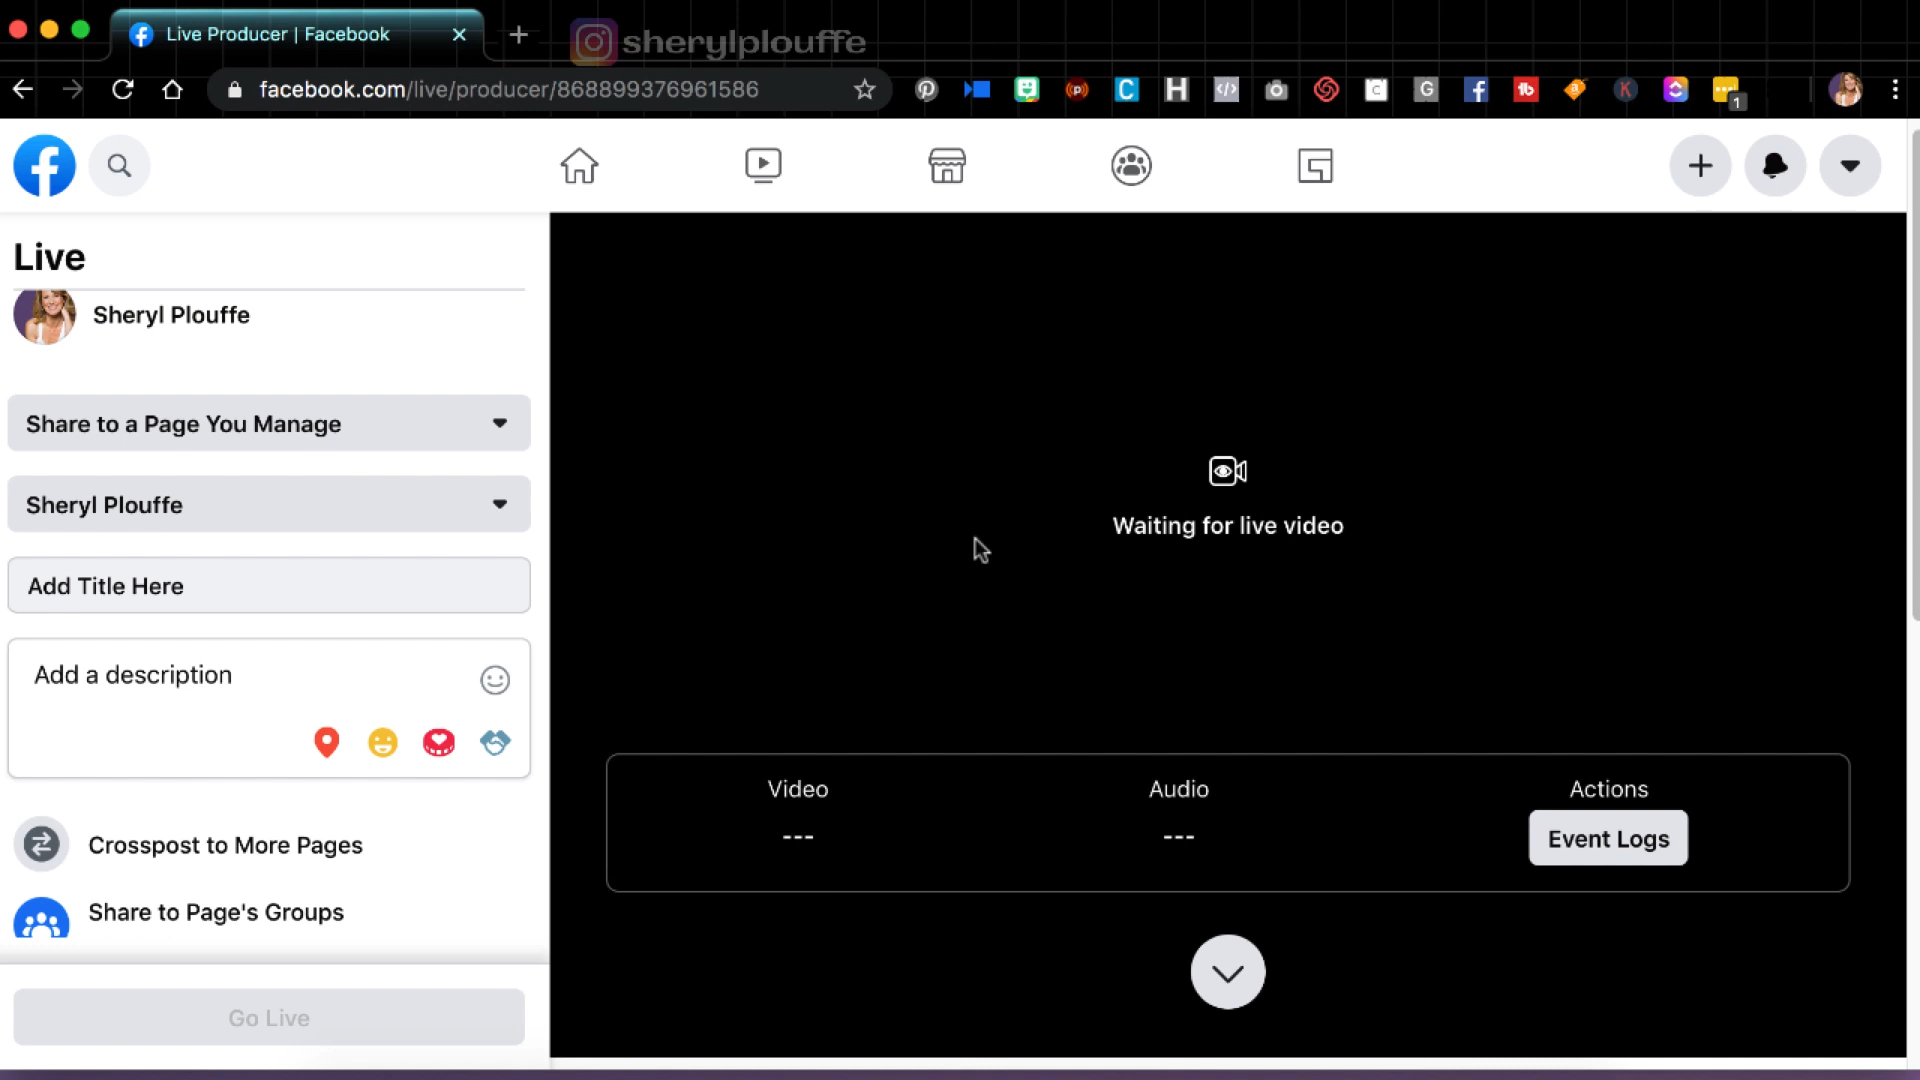 Live Producer | Facebook
sherylplouffe
facebook.com/live/producer/868899376961586
1
Live
Sheryl Plouffe
Share to a Page You Manage
Sheryl Plouffe
Add Title Here
Add a description
Crosspost to More Pages
Share to Page's Groups
Go Live
Waiting for live video
Video
Audio
Actions
---
---
Event Logs